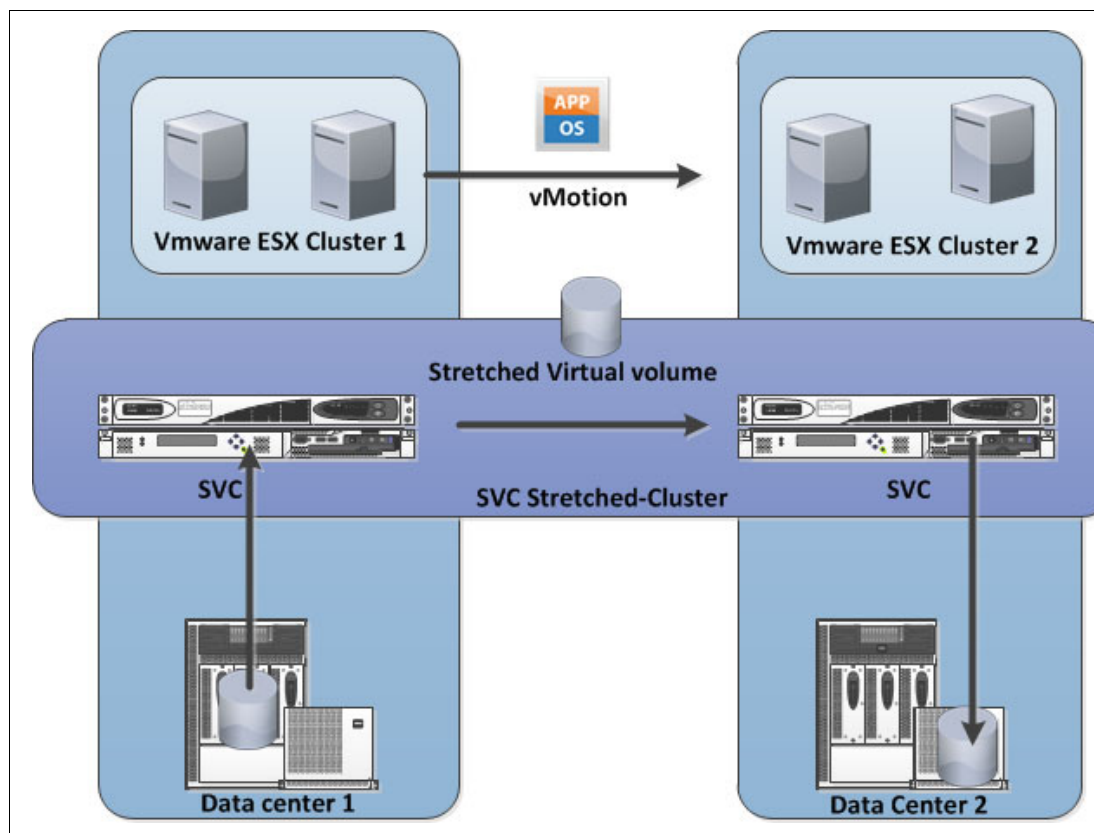 APP
OS
vMotion
Vmware ESX Cluster 1
Vmware ESX Cluster 2
Stretched Virtual volume
SVC
SVC Stretched-Cluster
SVC
Data center 1
Data Center 2